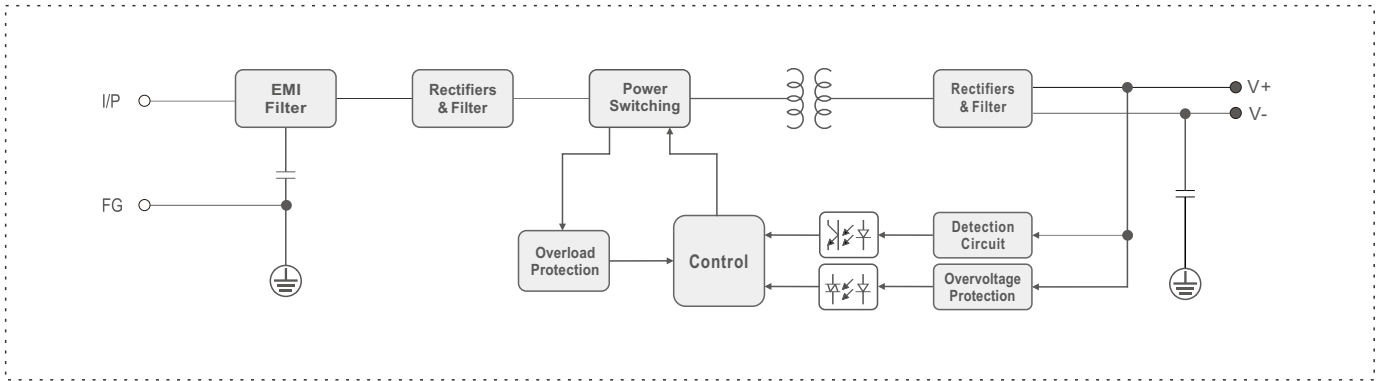 I/P
EMI
Filter
Rectifiers
& Filter
Power
Switching
Rectifiers
& Filter
V+
V-
FG
Overload
Protection
Control
Detection
Circuit
Overvoltage
Protection